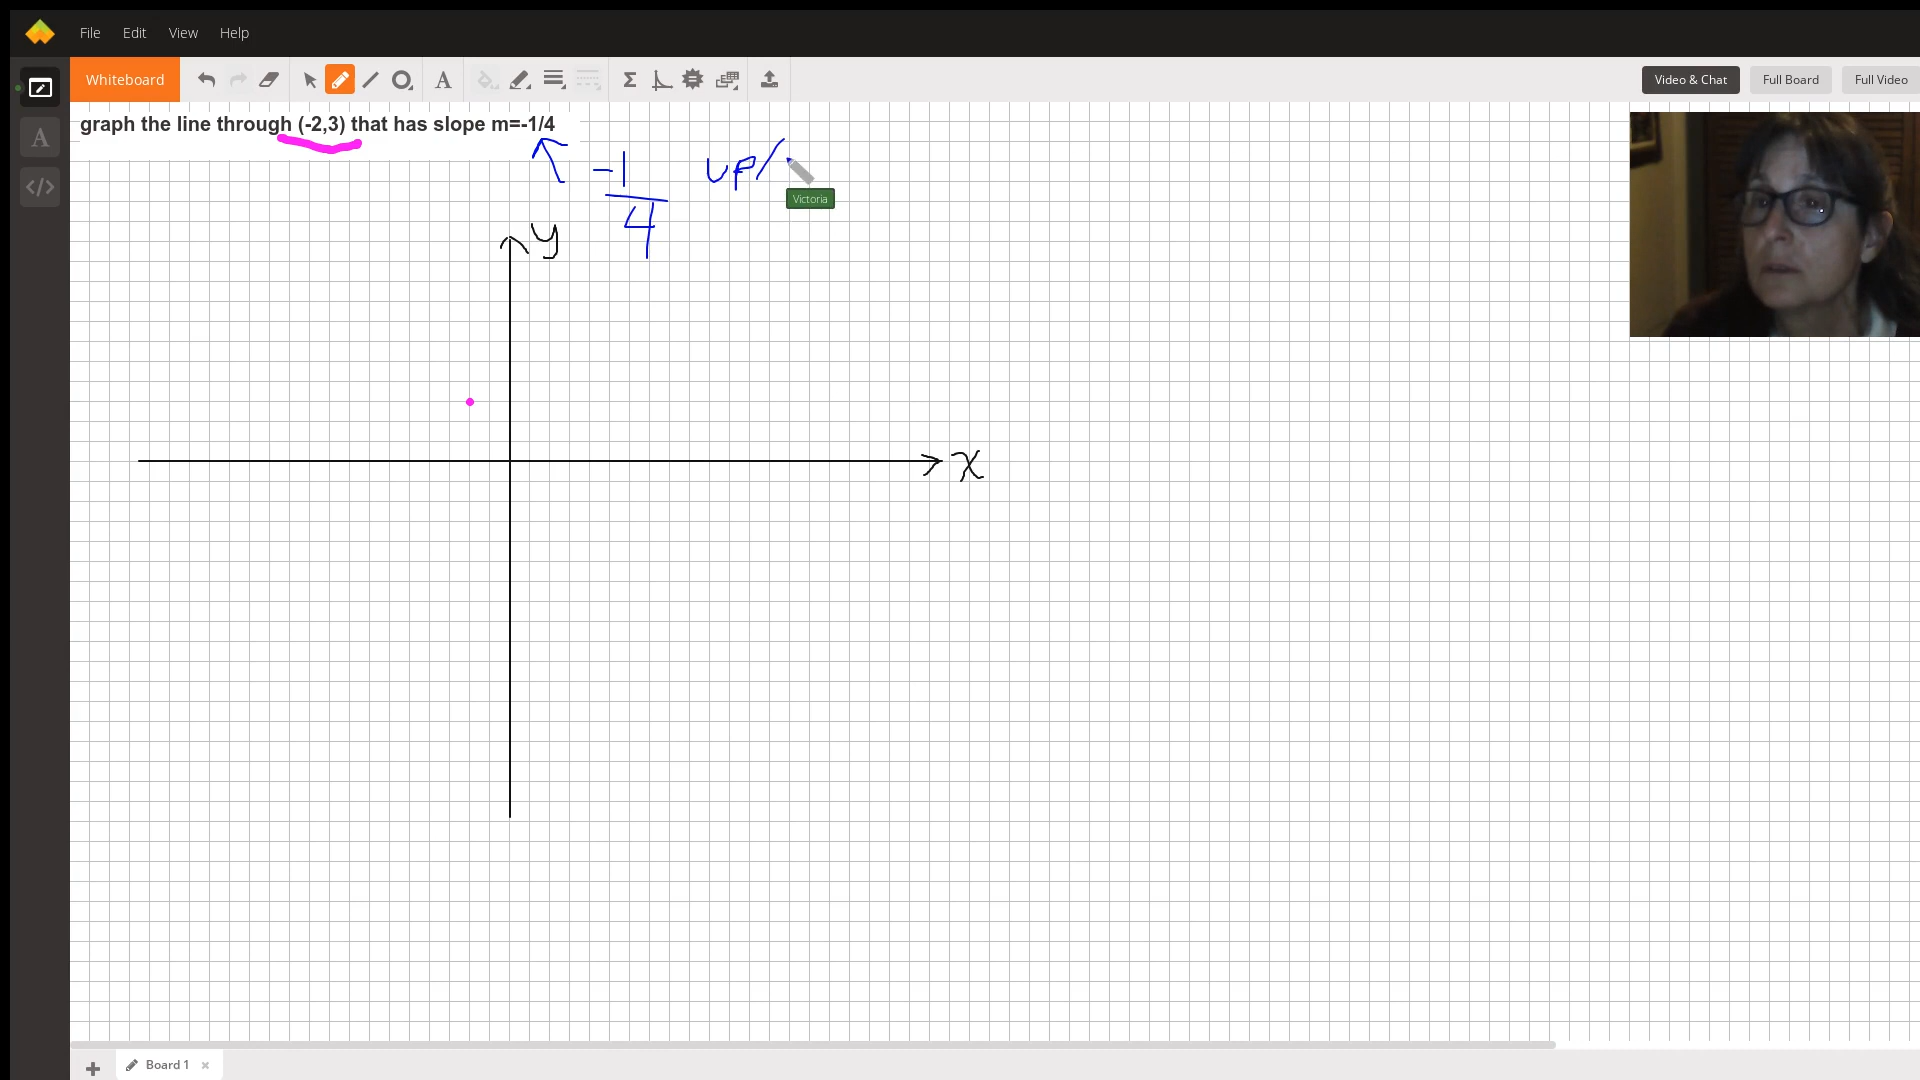 File Edit View Help
Whiteboard A Σ Video & Chat Full Board Full Video
graph the line through (-2,3) that has slope m=-1/4
-1 UP/
4
Victoria
y
x
Board 1